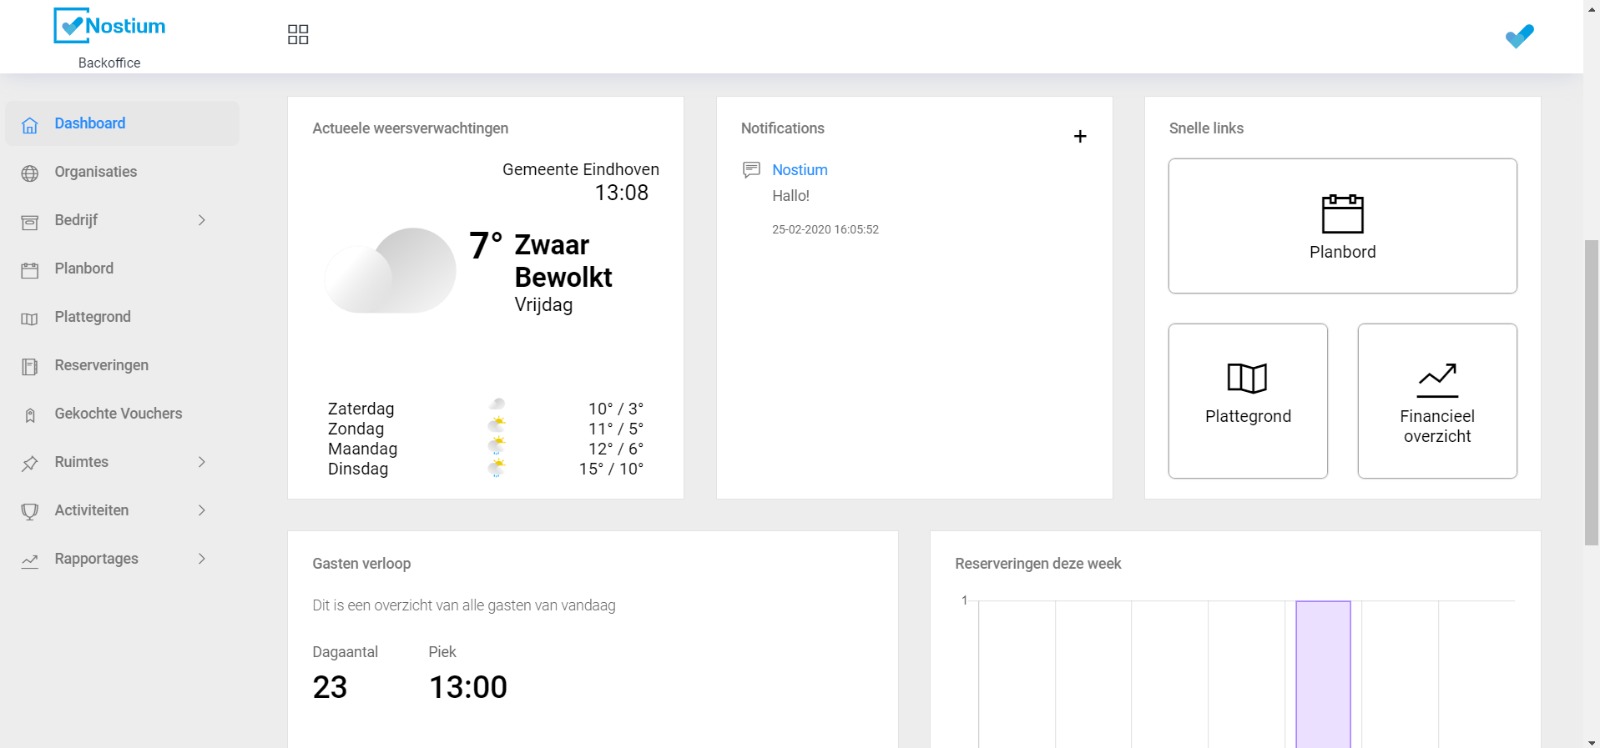 Nostium
Backoffice
Dashboard
Organisaties
Bedrijf
Planbord
Plattegrond
Reserveringen
Gekochte Vouchers
Ruimtes
Activiteiten
Rapportages
Actueele weersverwachtingen
Gemeente Eindhoven
13:08
7° Zwaar
Bewolkt
Vrijdag
Zaterdag 10° / 3°
Zondag 11° / 5°
Maandag 12° / 6°
Dinsdag 15° / 10°
Notifications
+
Nostium
Hallo!
25-02-2020 16:05:52
Snelle links
Planbord
Plattegrond
Financieel
overzicht
Gasten verloop
Dit is een overzicht van alle gasten van vandaag
Dagaantal Piek
23 13:00
Reserveringen deze week
1